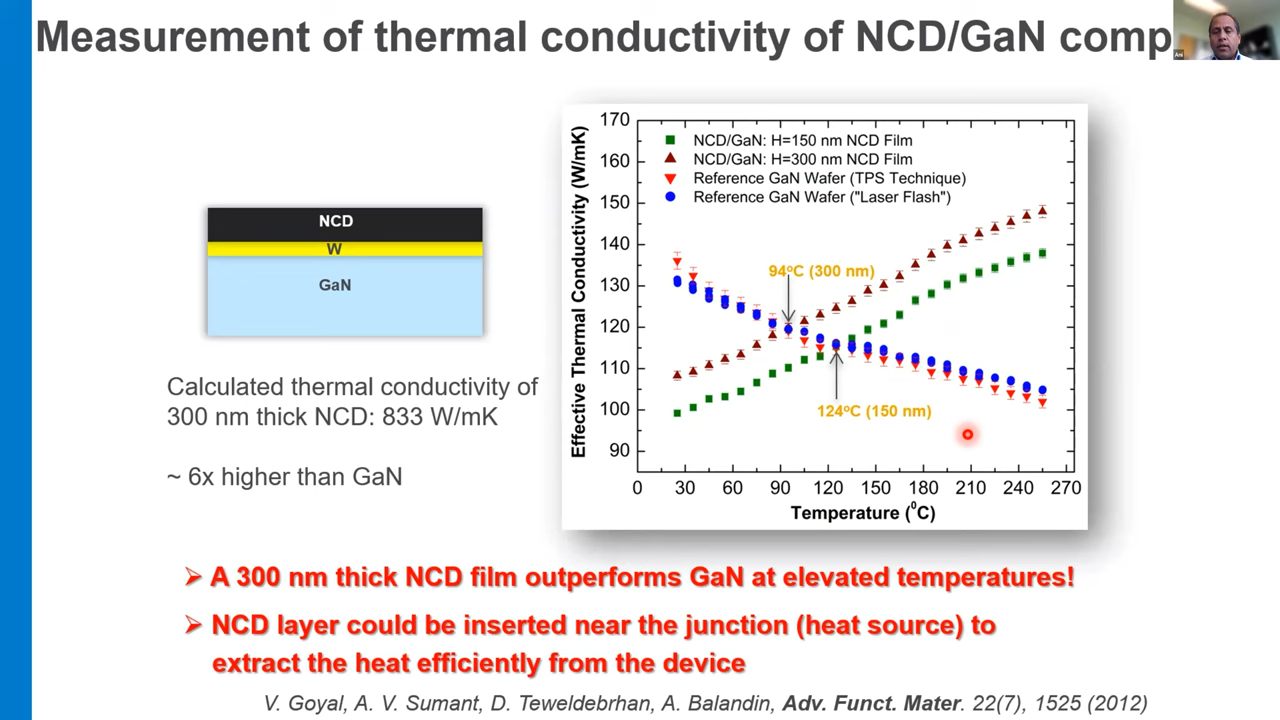 Measurement of thermal conductivity of NCD/GaN comp
Ani
NCD
W
GaN
Calculated thermal conductivity of
300 nm thick NCD: 833 W/mK
~ 6x higher than GaN
Effective Thermal Conductivity (W/mK)
170
160
150
140
130
120
110
100
90
NCD/GaN: H=150 nm NCD Film
NCD/GaN: H=300 nm NCD Film
Reference GaN Wafer (TPS Technique)
Reference GaN Wafer ("Laser Flash")
94°C (300 nm)
124°C (150 nm)
0 30 60 90 120 150 180 210 240 270
Temperature (⁰C)
➢ A 300 nm thick NCD film outperforms GaN at elevated temperatures!
➢ NCD layer could be inserted near the junction (heat source) to
extract the heat efficiently from the device
V. Goyal, A. V. Sumant, D. Teweldebrhan, A. Balandin, Adv. Funct. Mater. 22(7), 1525 (2012)